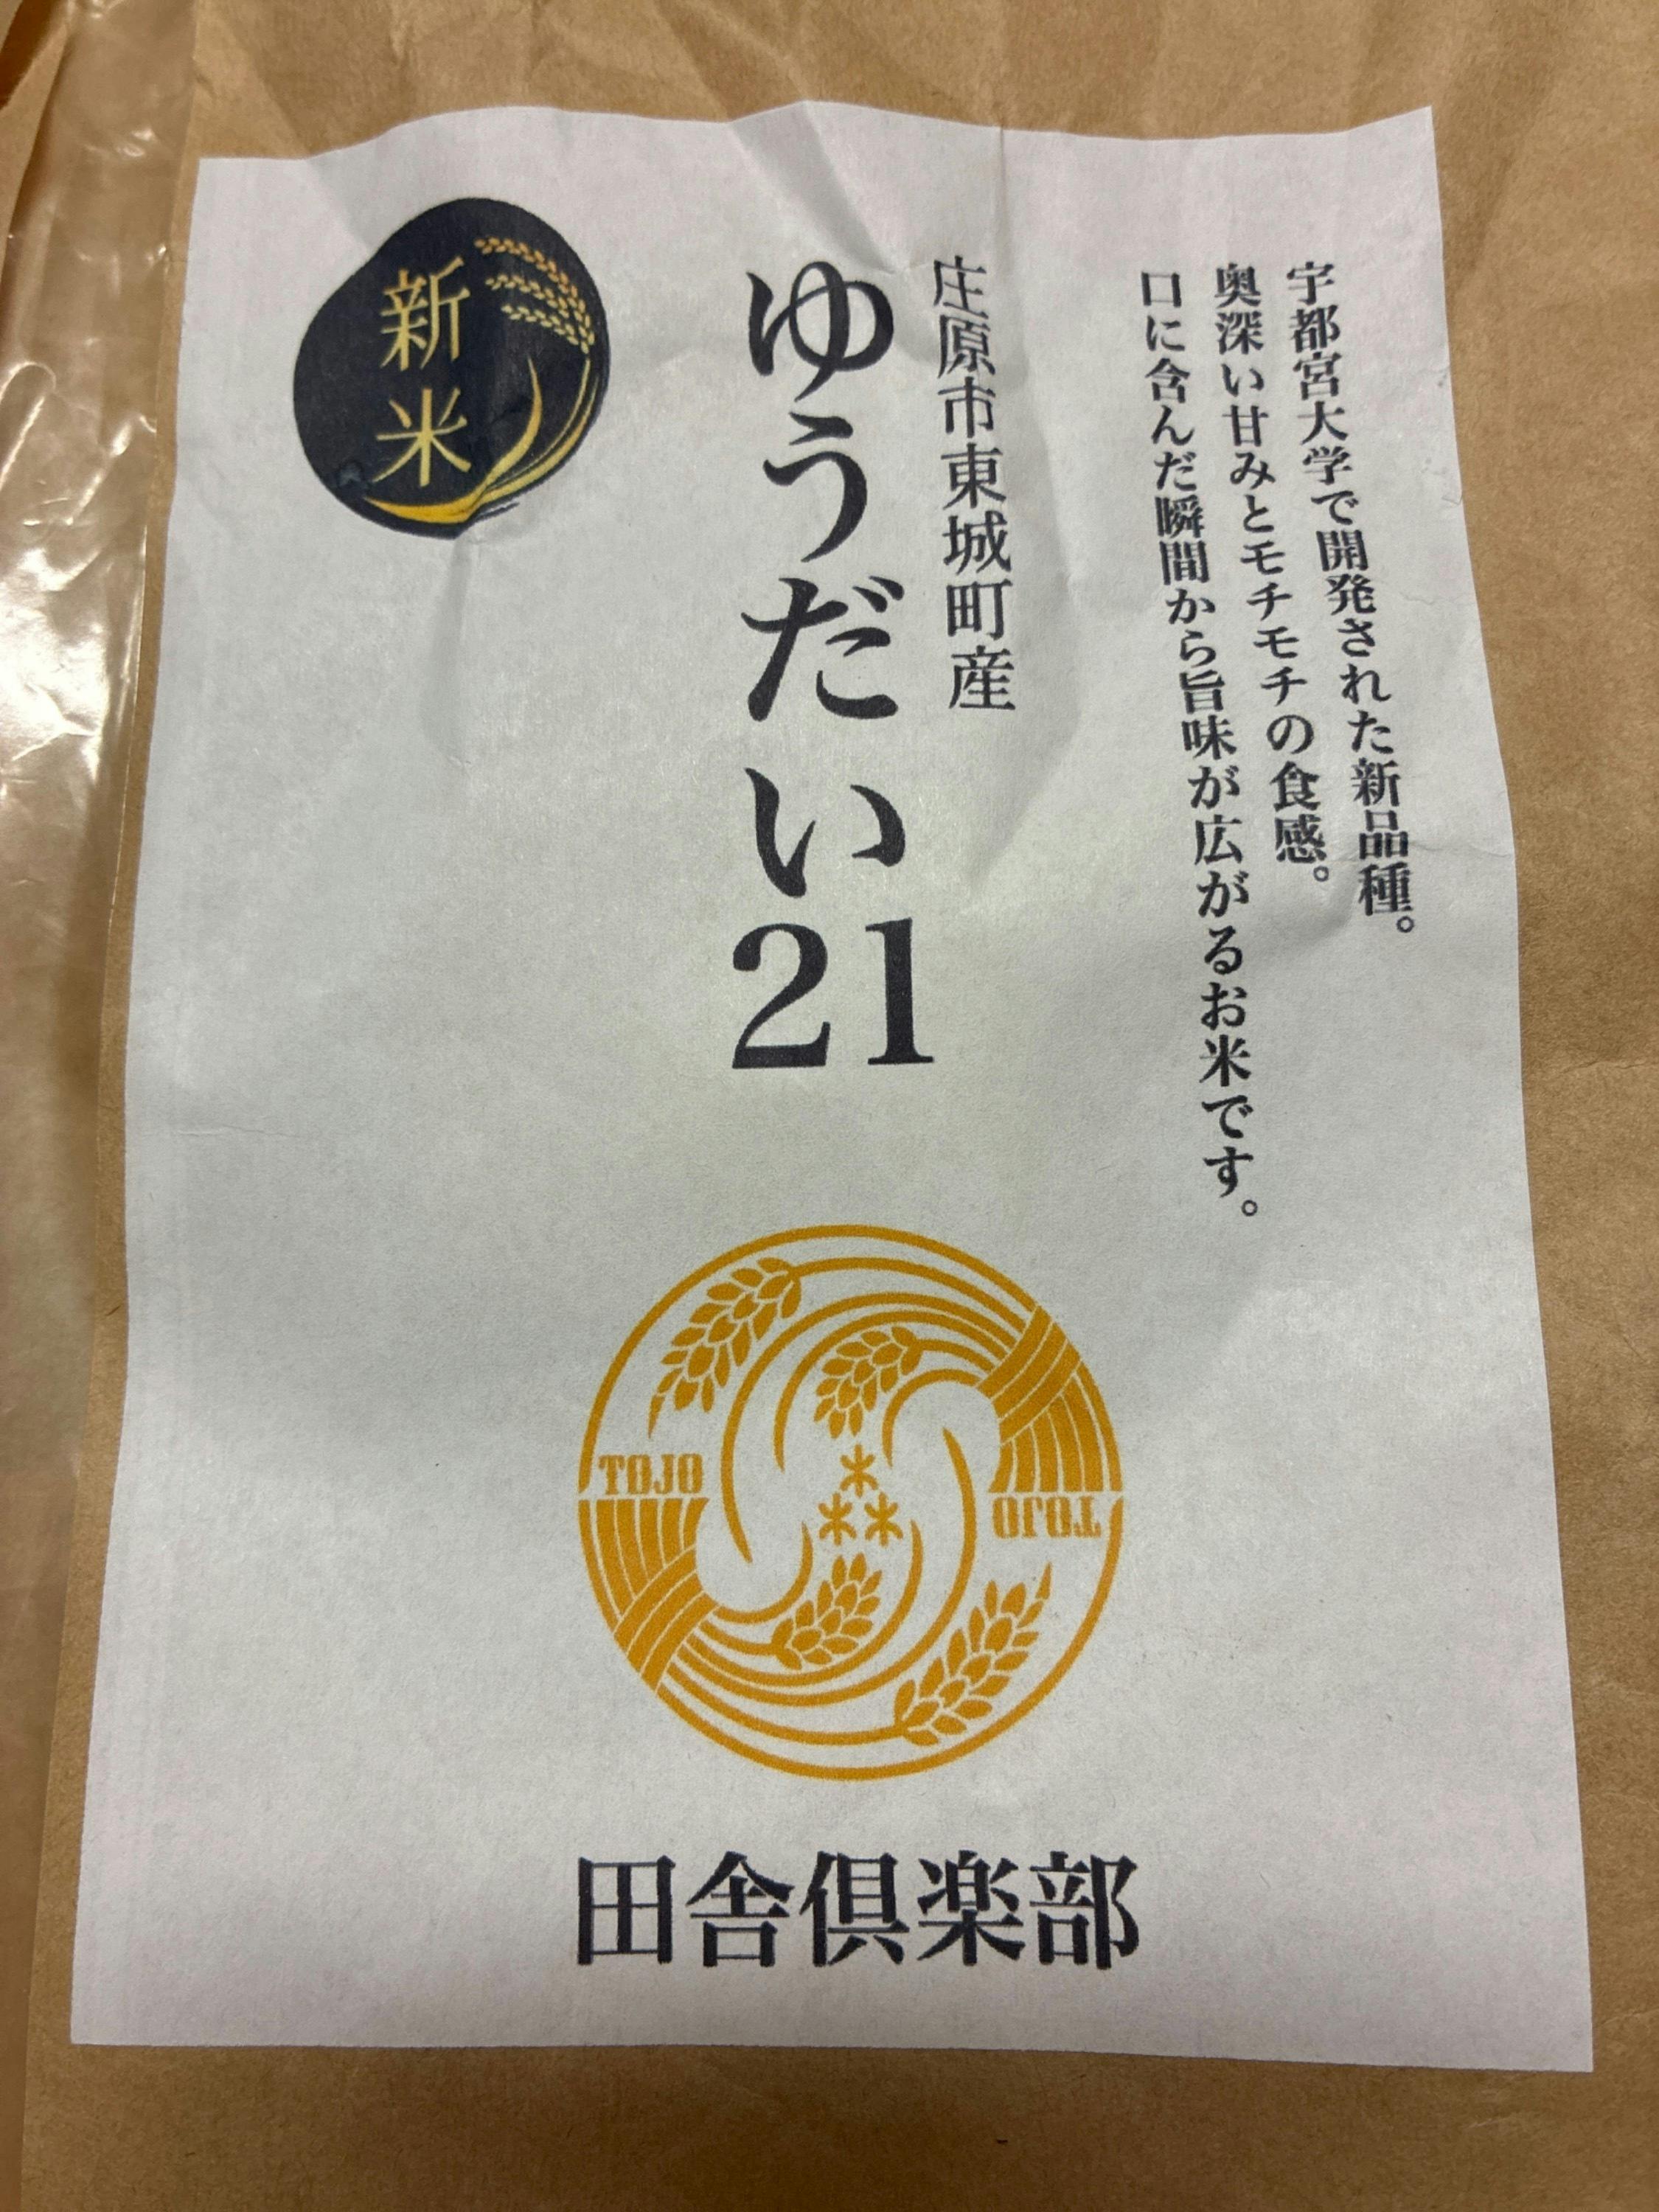 宇都宮大学で開発された新品種。
奥深い甘みとモチモチの食感。
口に含んだ瞬間から旨味が広がるお米です。
庄原市東城町産
ゆうだい21
新米
TOJO
TOJO
田舎倶楽部